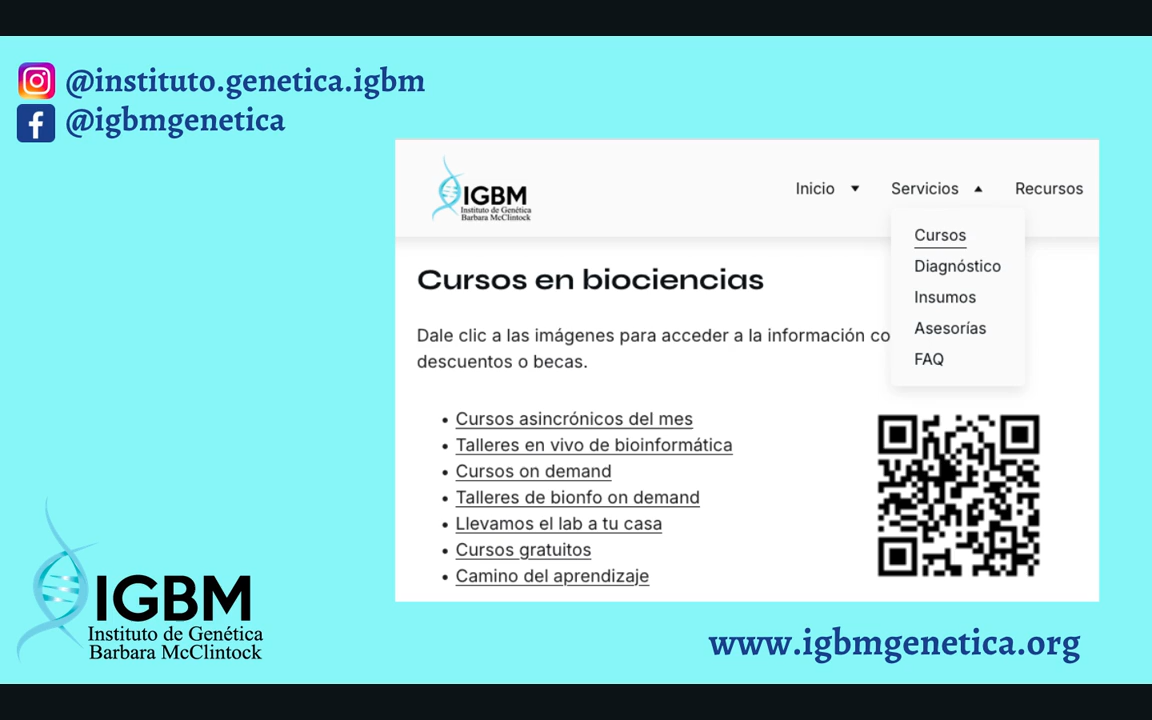 @instituto.genetica.igbm
@igbmgenetica
IGBM
Instituto de Genética
Barbara McClintock
Inicio ▼ Servicios ▲ Recursos
Cursos
Diagnóstico
Insumos
Asesorías
FAQ
Cursos en biociencias
Dale clic a las imágenes para acceder a la información co
descuentos o becas.
• Cursos asincrónicos del mes
• Talleres en vivo de bioinformática
• Cursos on demand
• Talleres de bionfo on demand
• Llevamos el lab a tu casa
• Cursos gratuitos
• Camino del aprendizaje
IGBM
Instituto de Genética
Barbara McClintock
www.igbmgenetica.org